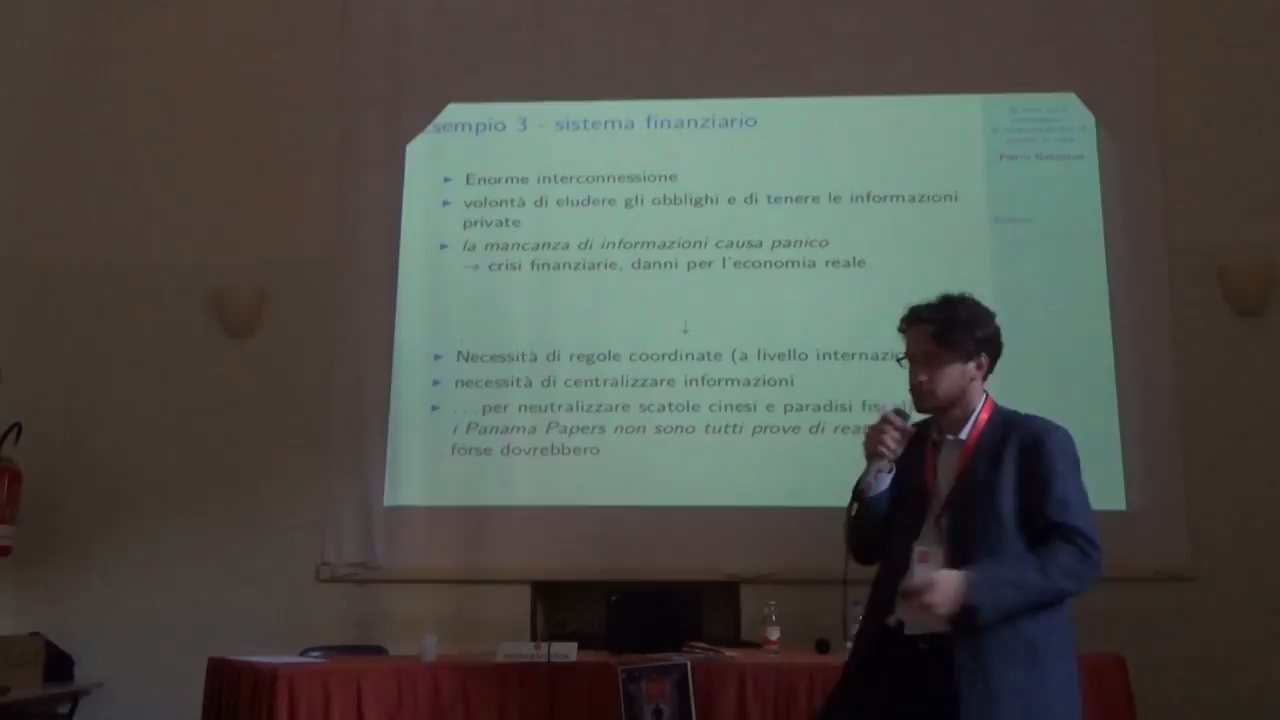 sempio 3 - sistema finanziario
Enorme interconnessione
volontà di eludere gli obblighi e di tenere le informazioni
private
la mancanza di informazioni causa panico
→ crisi finanziarie, danni per l'economia reale
↓
Necessità di regole coordinate (a livello internazi
necessità di centralizzare informazioni
...per neutralizzare scatole cinesi e paradisi fis
i Panama Papers non sono tutti prove di rea
forse dovrebbero